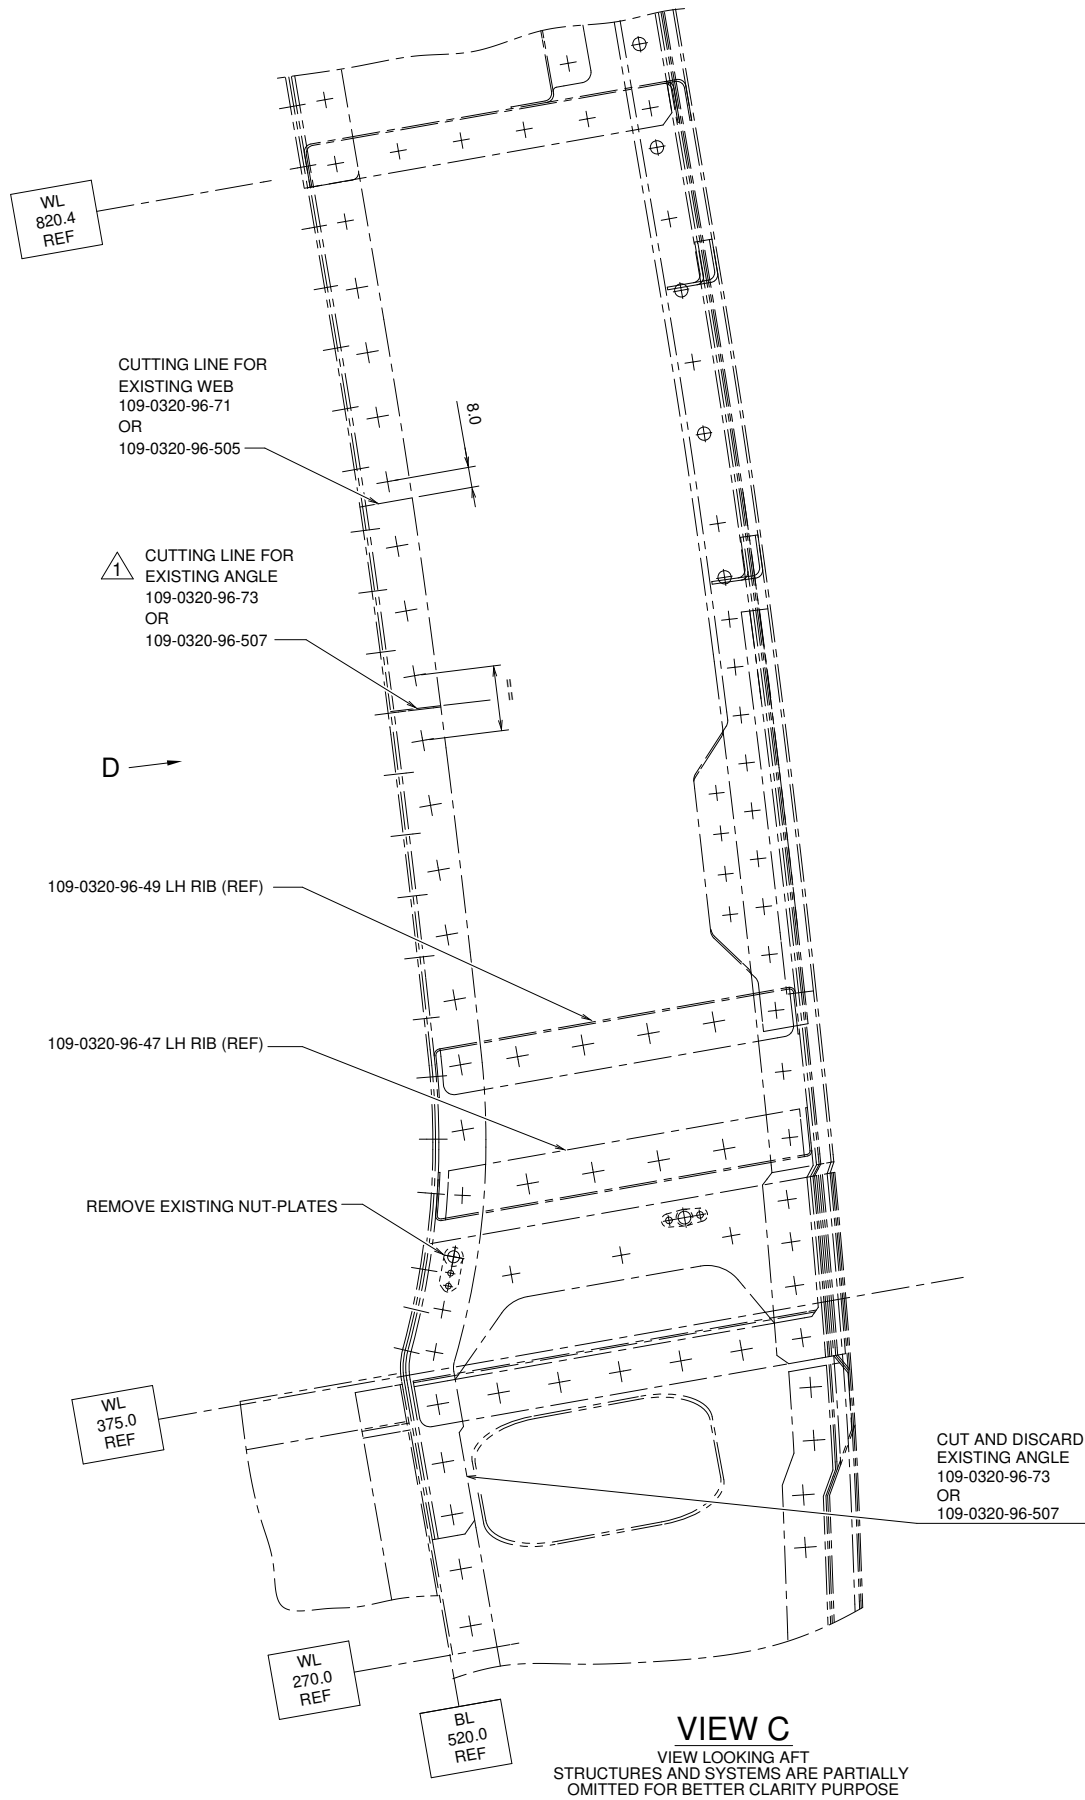 WL
820.4
REF
CUTTING LINE FOR
EXISTING WEB
109-0320-96-71
OR
109-0320-96-505
8.0
1
CUTTING LINE FOR
EXISTING ANGLE
109-0320-96-73
OR
109-0320-96-507
=
D
109-0320-96-49 LH RIB (REF)
109-0320-96-47 LH RIB (REF)
REMOVE EXISTING NUT-PLATES
WL
375.0
REF
CUT AND DISCARD
EXISTING ANGLE
109-0320-96-73
OR
109-0320-96-507
WL
270.0
REF
BL
520.0
REF
VIEW C
VIEW LOOKING AFT
STRUCTURES AND SYSTEMS ARE PARTIALLY
OMITTED FOR BETTER CLARITY PURPOSE